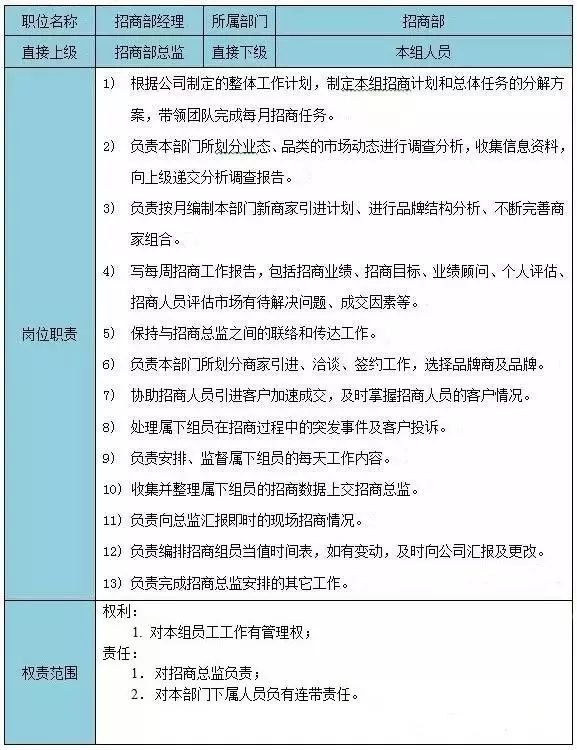 职位名称 招商部经理 所属部门 招商部
直接上级 招商部总监 直接下级 本组人员
岗位职责
1) 根据公司制定的整体工作计划，制定本组招商计划和总体任务的分解方
案，带领团队完成每月招商任务。
2) 负责本部门所划分业态、品类的市场动态进行调查分析，收集信息资料，
向上级递交分析调查报告。
3) 负责按月编制本部门新商家引进计划、进行品牌结构分析、不断完善商
家组合。
4) 写每周招商工作报告，包括招商业绩、招商目标、业绩顾问、个人评估、
招商人员评估市场有待解决问题、成交因素等。
5) 保持与招商总监之间的联络和传达工作。
6) 负责本部门所划分商家引进、洽谈、签约工作，选择品牌商及品牌。
7) 协助招商人员引进客户加速成交，及时掌握招商人员的客户情况。
8) 处理属下组员在招商过程中的突发事件及客户投诉。
9) 负责安排、监督属下组员的每天工作内容。
10) 收集并整理属下组员的招商数据上交招商总监。
11) 负责向总监汇报即时的现场招商情况。
12) 负责编排招商组员当值时间表，如有变动，及时向公司汇报及更改。
13) 负责完成招商总监安排的其它工作。
权责范围
权利：
1. 对本组员工工作有管理权；
责任：
1. 对招商总监负责；
2. 对本部门下属人员负有连带责任。